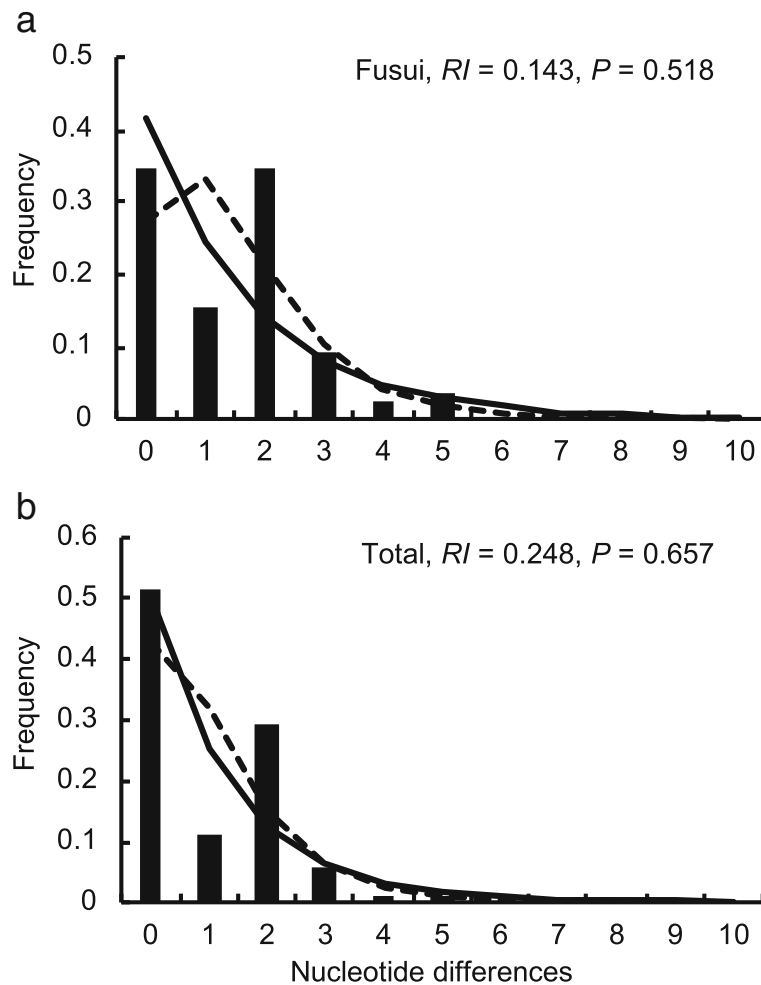 a
Fusui, RI = 0.143, P = 0.518
Frequency
0.5
0.4
0.3
0.2
0.1
0
0 1 2 3 4 5 6 7 8 9 10
b
Total, RI = 0.248, P = 0.657
Frequency
0.6
0.5
0.4
0.3
0.2
0.1
0
0 1 2 3 4 5 6 7 8 9 10
Nucleotide differences